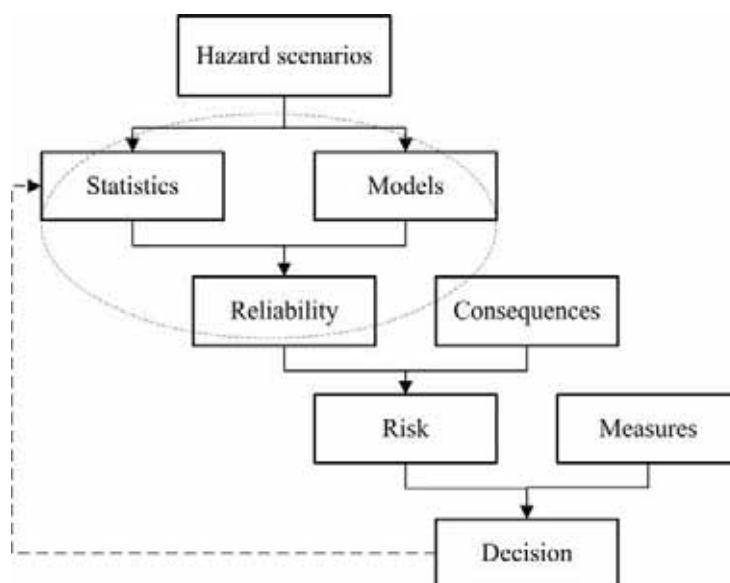 Hazard scenarios
Statistics
Models
Reliability
Consequences
Risk
Measures
Decision